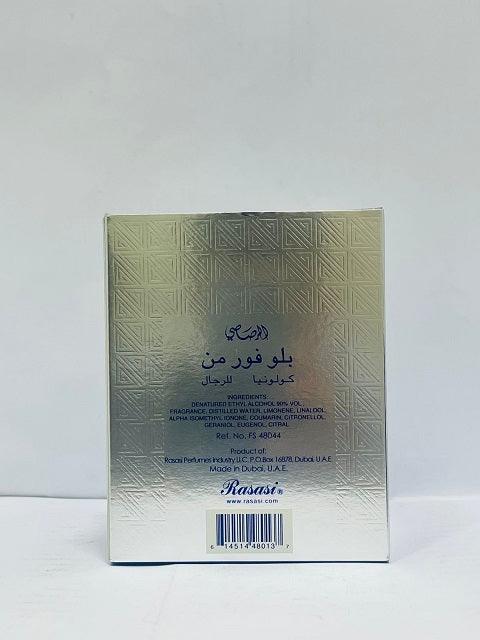 الرصاصي
بلو فور من
كولونيا للرجال
INGREDIENTS
DENATURED ETHYL ALCOHOL 90% VOL.,
FRAGRANCE, DISTILLED WATER, LIMONENE, LINALOOL,
ALPHA ISOMETHYL IONONE, COUMARIN, CITRONELLOL,
GERANIOL, EUGENOL, CITRAL
Ref. No. FS 48044
Product of:
Rasasi Perfumes Industry LL.C. P.O.Box 16878, Dubai, U.A.E.
Made in Dubai, U.A.E.
Rasasi®
www.rasasi.com
6 14514 48013 7